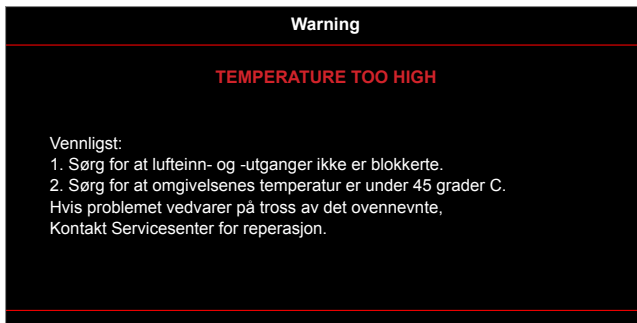 Warning
TEMPERATURE TOO HIGH
Vennligst:
1. Sørg for at lufteinn- og -utganger ikke er blokkerte.
2. Sørg for at omgivelsenes temperatur er under 45 grader C.
Hvis problemet vedvarer på tross av det ovennevnte,
Kontakt Servicesenter for reperasjon.